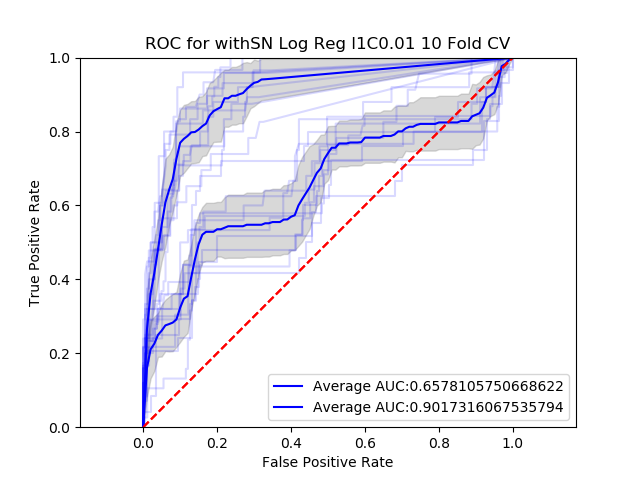 ROC for withSN Log Reg l1C0.01 10 Fold CV
True Positive Rate
1.0
0.8
0.6
0.4
0.2
0.0
0.0 0.2 0.4 0.6 0.8 1.0
False Positive Rate
Average AUC:0.6578105750668622
Average AUC:0.9017316067535794